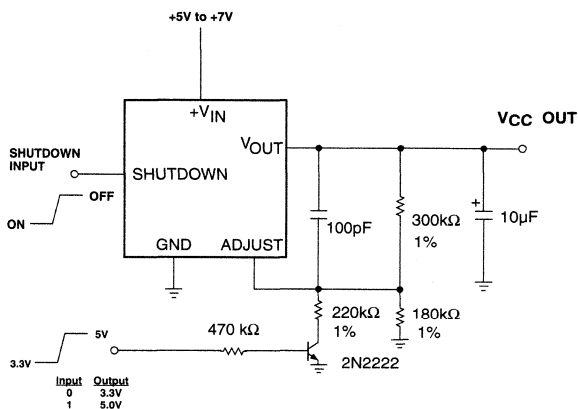 +5V to +7V
+VIN
VCC OUT
VOUT
SHUTDOWN
INPUT
SHUTDOWN
OFF
ON
100pF
300kΩ
1%
+
10µF
GND
ADJUST
220kΩ
1%
180kΩ
1%
470 kΩ
5V
3.3V
2N2222
Input Output
0 3.3V
1 5.0V